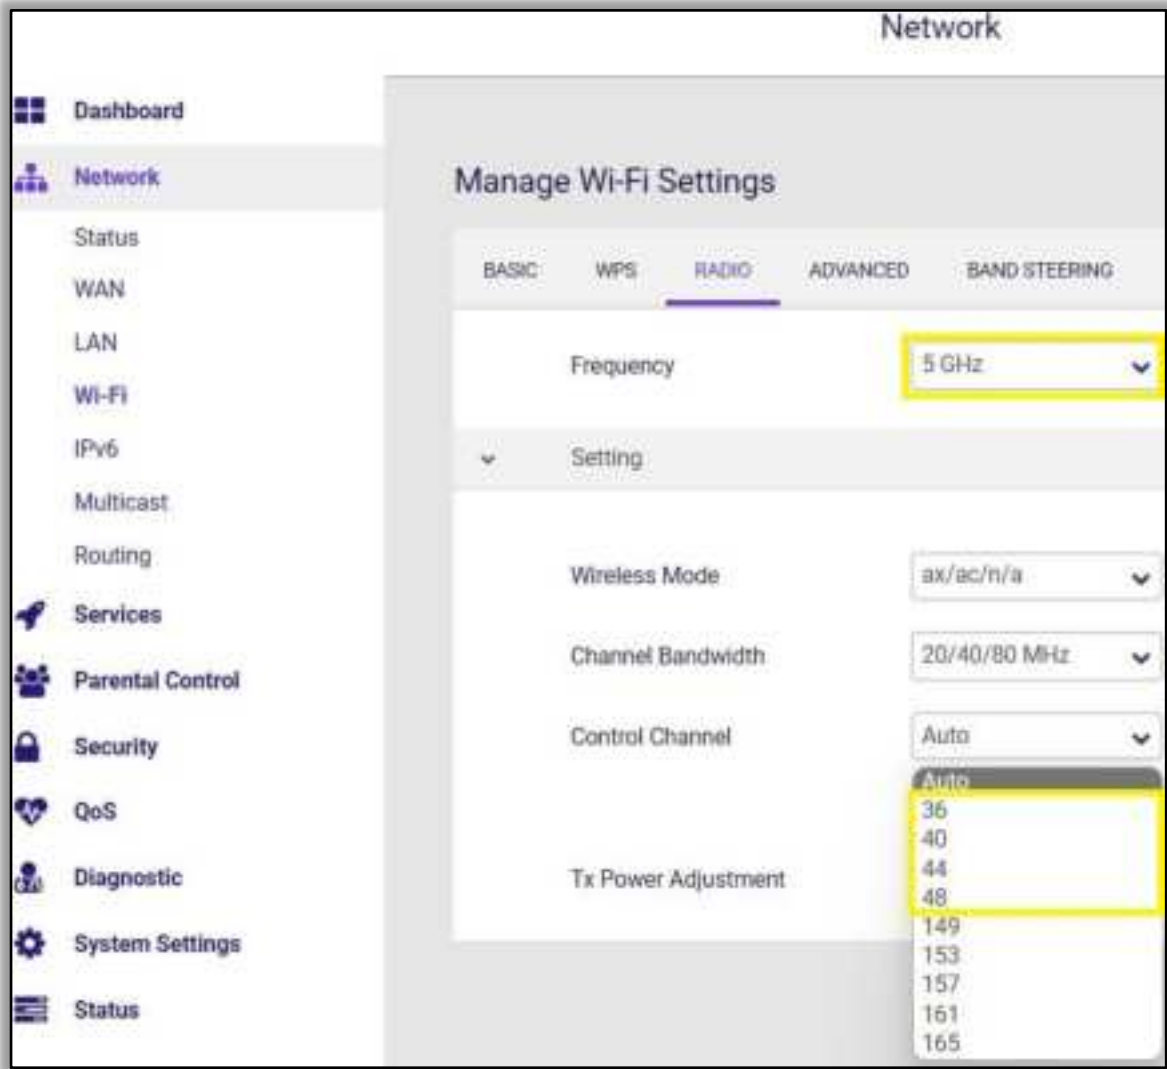 Network
Dashboard
Network
Status
WAN
LAN
Wi-Fi
IPv6
Multicast
Routing
Services
Parental Control
Security
QoS
Diagnostic
System Settings
Status
Manage Wi-Fi Settings
BASIC WPS RADIO ADVANCED BAND STEERING
Frequency 5 GHz
Setting
Wireless Mode ax/ac/n/a
Channel Bandwidth 20/40/80 MHz
Control Channel Auto
Auto
36
40
44
48
149
153
157
161
165
Tx Power Adjustment